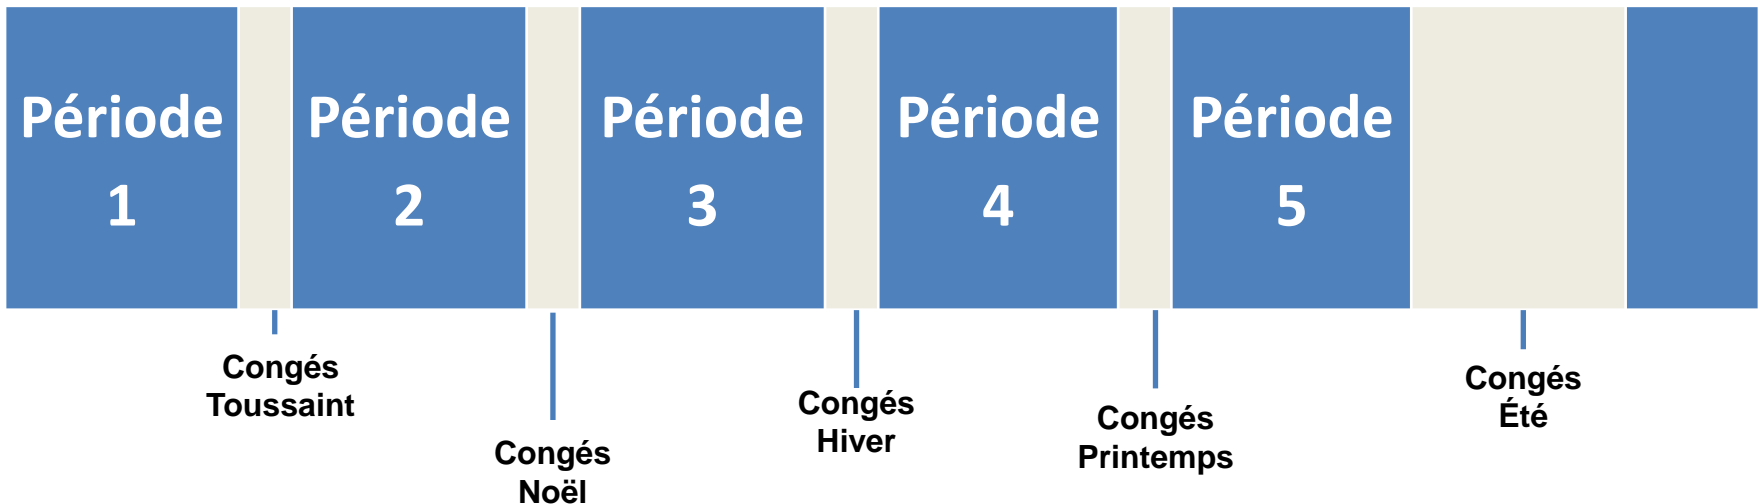 Période
1
Période
2
Période
3
Période
4
Période
5
Congés
Toussaint
Congés
Noël
Congés
Hiver
Congés
Printemps
Congés
Été